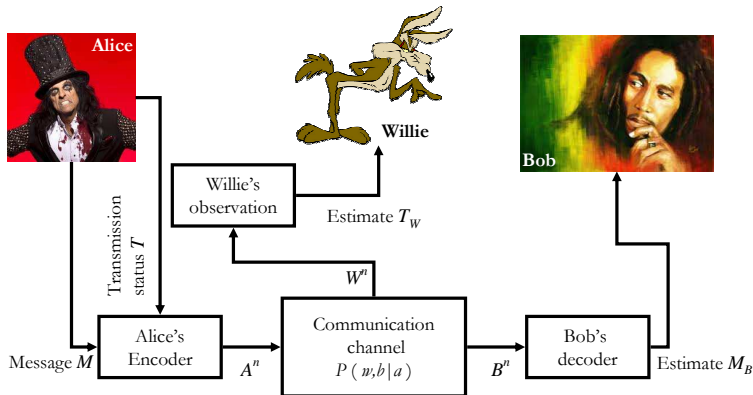 Alice
Willie
Bob
Willie's
observation
Estimate T_W
Transmission
status T
W^n
Message M
Alice's
Encoder
A^n
Communication
channel
P ( w,b | a )
B^n
Bob's
decoder
Estimate M_B